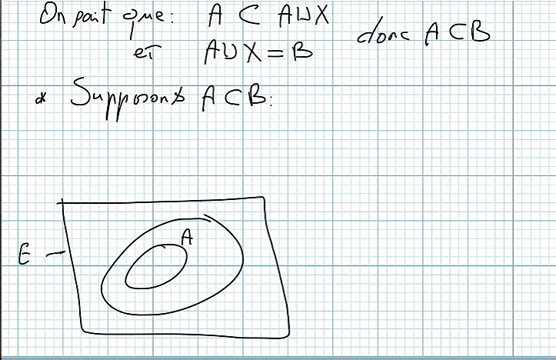 On sait que : A ⊂ A∪X
et A∪X = B donc A⊂B
* Supposons A⊂B :
A
E